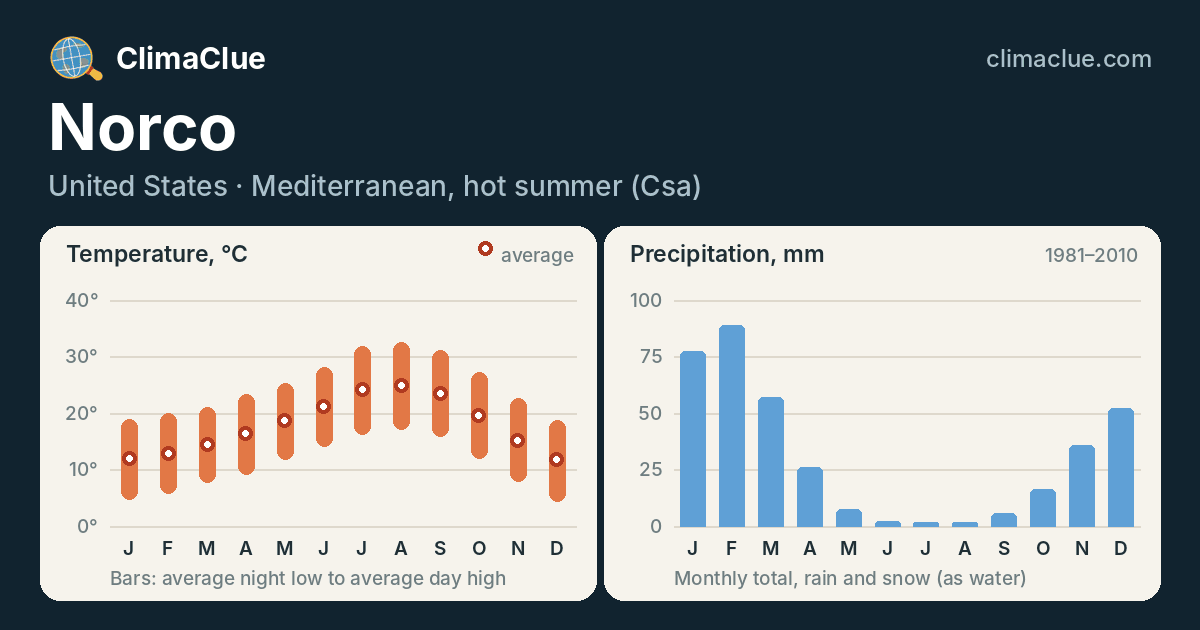 ClimaClue
climaclue.com
Norco
United States · Mediterranean, hot summer (Csa)
Temperature, °C
average
40°
30°
20°
10°
0°
J F M A M J J A S O N D
Bars: average night low to average day high
Precipitation, mm
1981–2010
100
75
50
25
0
J F M A M J J A S O N D
Monthly total, rain and snow (as water)